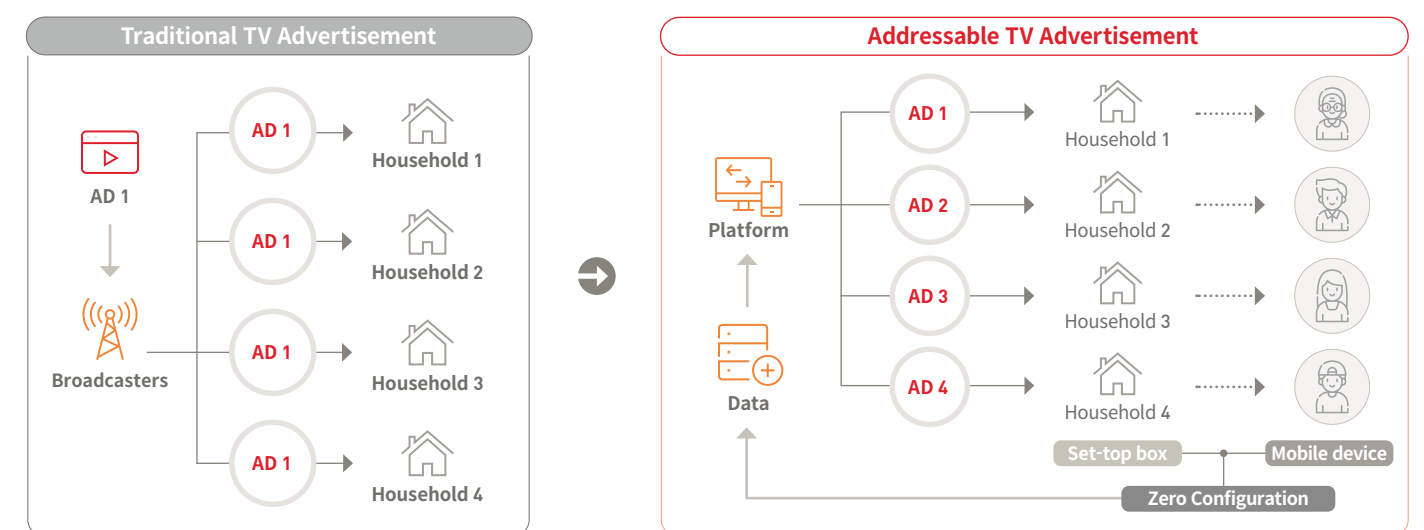 Traditional TV Advertisement
AD 1
Broadcasters
AD 1
Household 1
AD 1
Household 2
AD 1
Household 3
AD 1
Household 4
Addressable TV Advertisement
Platform
Data
AD 1
Household 1
AD 2
Household 2
AD 3
Household 3
AD 4
Household 4
Set-top box
Mobile device
Zero Configuration